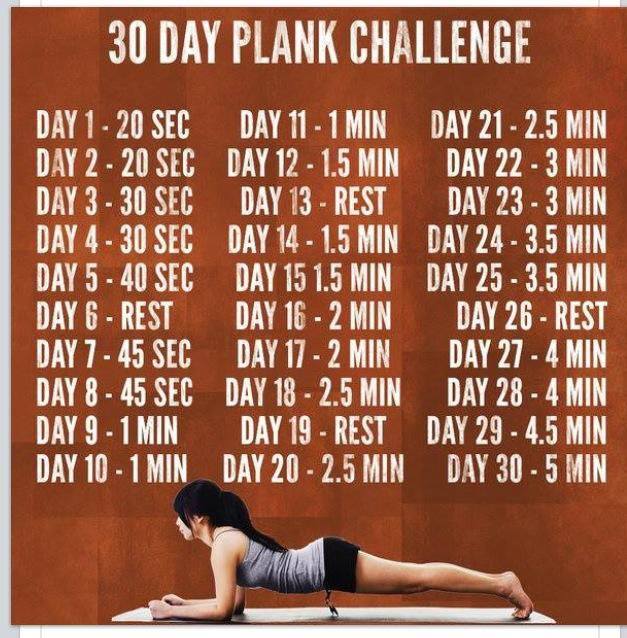 30 DAY PLANK CHALLENGE
DAY 1 - 20 SEC
DAY 2 - 20 SEC
DAY 3 - 30 SEC
DAY 4 - 30 SEC
DAY 5 - 40 SEC
DAY 6 - REST
DAY 7 - 45 SEC
DAY 8 - 45 SEC
DAY 9 - 1 MIN
DAY 10 - 1 MIN
DAY 11 - 1 MIN
DAY 12 - 1.5 MIN
DAY 13 - REST
DAY 14 - 1.5 MIN
DAY 15 1.5 MIN
DAY 16 - 2 MIN
DAY 17 - 2 MIN
DAY 18 - 2.5 MIN
DAY 19 - REST
DAY 20 - 2.5 MIN
DAY 21 - 2.5 MIN
DAY 22 - 3 MIN
DAY 23 - 3 MIN
DAY 24 - 3.5 MIN
DAY 25 - 3.5 MIN
DAY 26 - REST
DAY 27 - 4 MIN
DAY 28 - 4 MIN
DAY 29 - 4.5 MIN
DAY 30 - 5 MIN